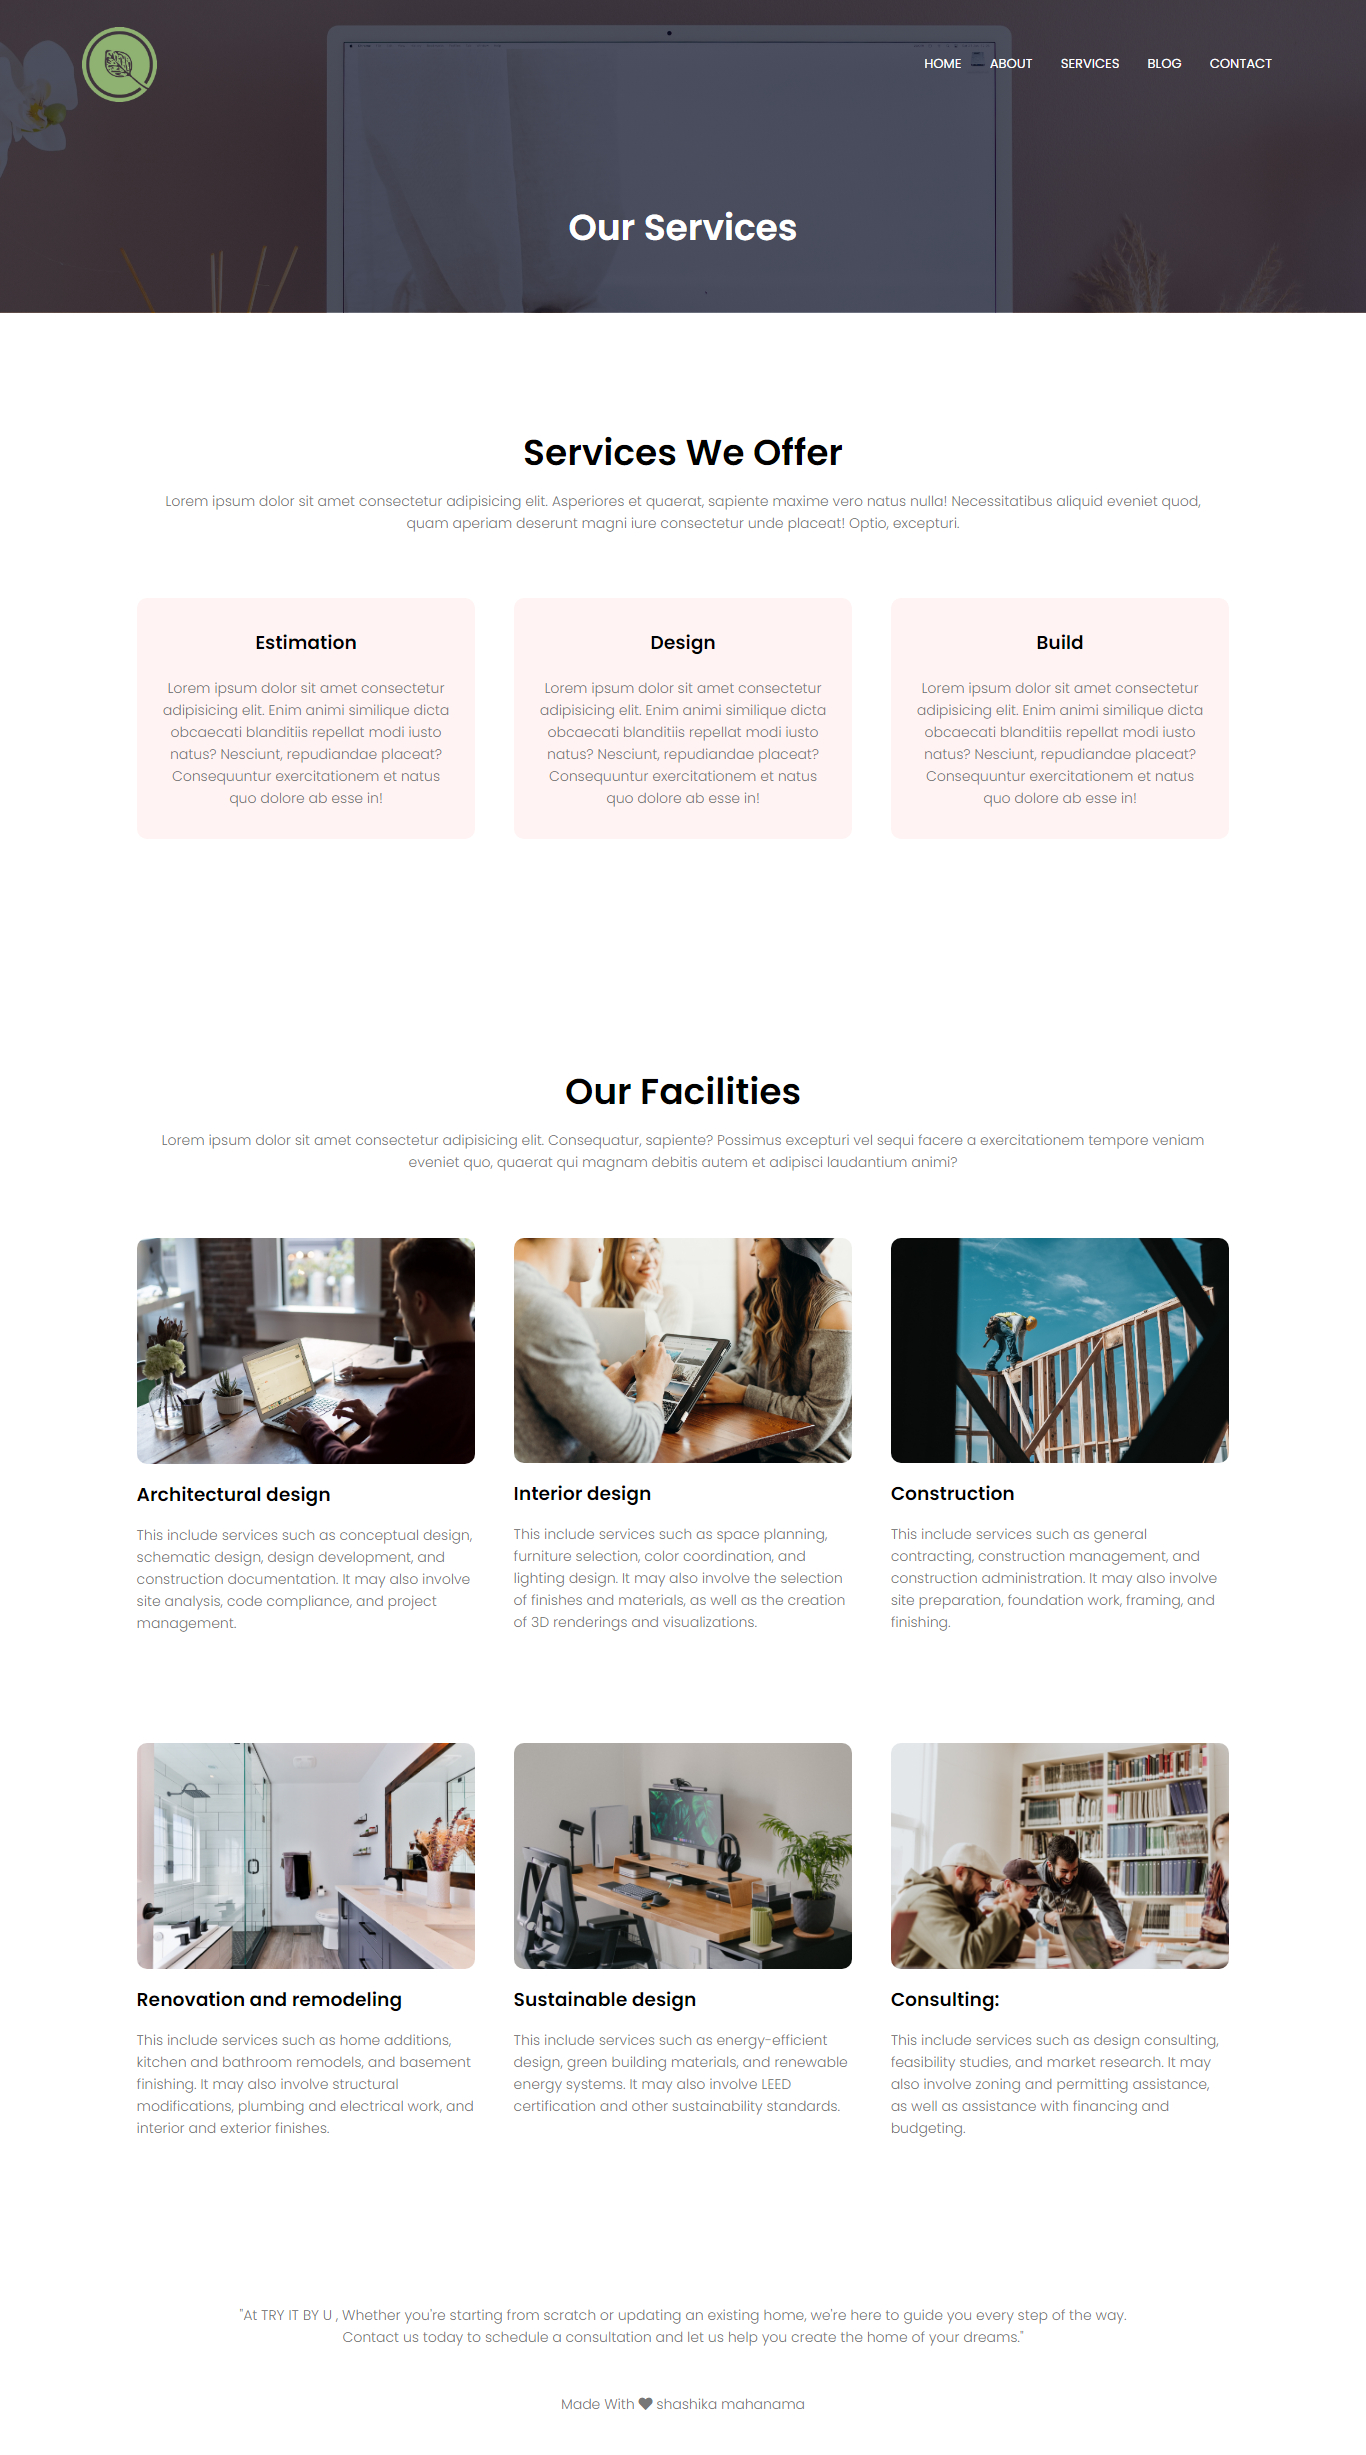 HOME ABOUT SERVICES BLOG CONTACT
Our Services
Services We Offer
Lorem ipsum dolor sit amet consectetur adipisicing elit. Asperiores et quaerat, sapiente maxime vero natus nulla! Necessitatibus aliquid eveniet quod,
quam aperiam deserunt magni iure consectetur unde placeat! Optio, excepturi.
Estimation
Lorem ipsum dolor sit amet consectetur
adipisicing elit. Enim animi similique dicta
obcaecati blanditiis repellat modi iusto
natus? Nesciunt, repudiandae placeat?
Consequuntur exercitationem et natus
quo dolore ab esse in!
Design
Lorem ipsum dolor sit amet consectetur
adipisicing elit. Enim animi similique dicta
obcaecati blanditiis repellat modi iusto
natus? Nesciunt, repudiandae placeat?
Consequuntur exercitationem et natus
quo dolore ab esse in!
Build
Lorem ipsum dolor sit amet consectetur
adipisicing elit. Enim animi similique dicta
obcaecati blanditiis repellat modi iusto
natus? Nesciunt, repudiandae placeat?
Consequuntur exercitationem et natus
quo dolore ab esse in!
Our Facilities
Lorem ipsum dolor sit amet consectetur adipisicing elit. Consequatur, sapiente? Possimus excepturi vel sequi facere a exercitationem tempore veniam
eveniet quo, quaerat qui magnam debitis autem et adipisci laudantium animi?
Architectural design
This include services such as conceptual design,
schematic design, design development, and
construction documentation. It may also involve
site analysis, code compliance, and project
management.
Interior design
This include services such as space planning,
furniture selection, color coordination, and
lighting design. It may also involve the selection
of finishes and materials, as well as the creation
of 3D renderings and visualizations.
Construction
This include services such as general
contracting, construction management, and
construction administration. It may also involve
site preparation, foundation work, framing, and
finishing.
Renovation and remodeling
This include services such as home additions,
kitchen and bathroom remodels, and basement
finishing. It may also involve structural
modifications, plumbing and electrical work, and
interior and exterior finishes.
Sustainable design
This include services such as energy-efficient
design, green building materials, and renewable
energy systems. It may also involve LEED
certification and other sustainability standards.
Consulting:
This include services such as design consulting,
feasibility studies, and market research. It may
also involve zoning and permitting assistance,
as well as assistance with financing and
budgeting.
"At TRY IT BY U , Whether you're starting from scratch or updating an existing home, we're here to guide you every step of the way.
Contact us today to schedule a consultation and let us help you create the home of your dreams."
Made With ♥ shashika mahanama